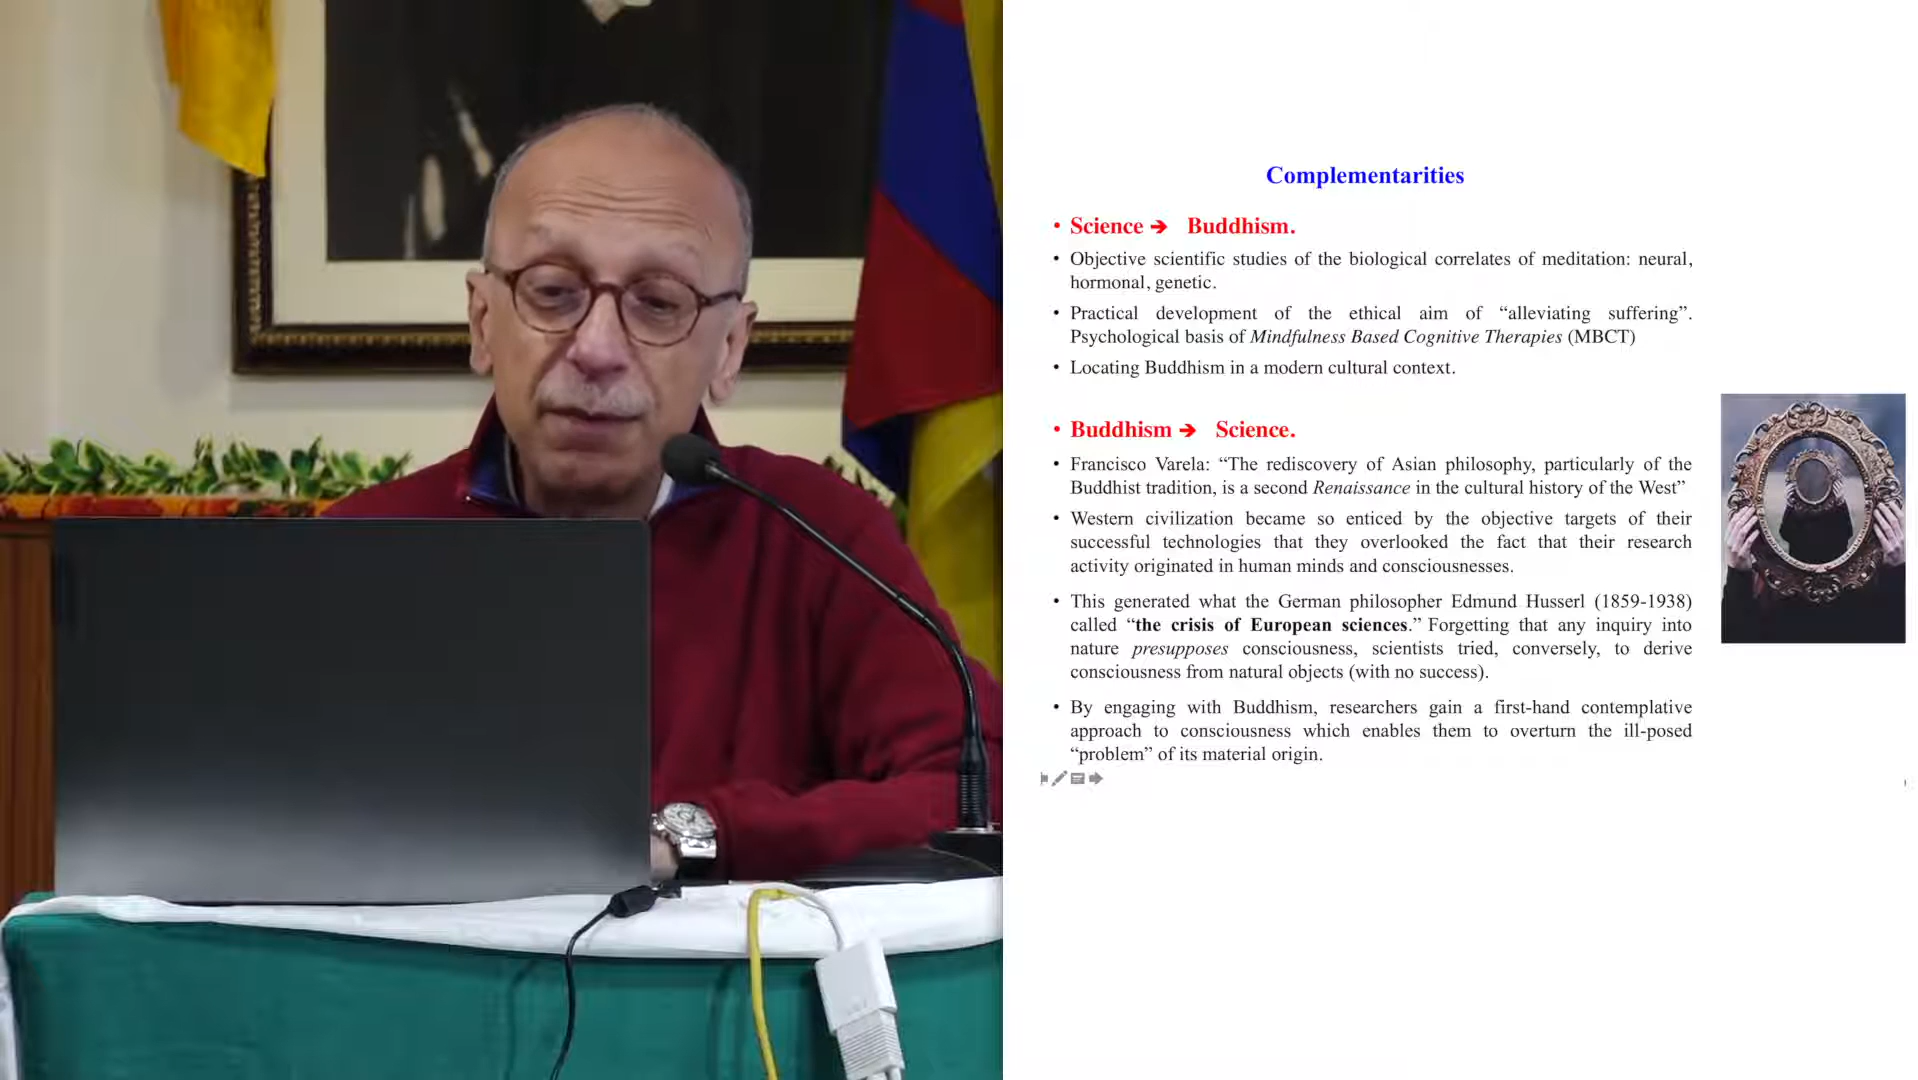 Complementarities
• Science ➔ Buddhism.
• Objective scientific studies of the biological correlates of meditation: neural,
hormonal, genetic.
• Practical development of the ethical aim of “alleviating suffering”.
Psychological basis of Mindfulness Based Cognitive Therapies (MBCT)
• Locating Buddhism in a modern cultural context.
• Buddhism ➔ Science.
• Francisco Varela: “The rediscovery of Asian philosophy, particularly of the
Buddhist tradition, is a second Renaissance in the cultural history of the West”
• Western civilization became so enticed by the objective targets of their
successful technologies that they overlooked the fact that their research
activity originated in human minds and consciousnesses.
• This generated what the German philosopher Edmund Husserl (1859-1938)
called “the crisis of European sciences.” Forgetting that any inquiry into
nature presupposes consciousness, scientists tried, conversely, to derive
consciousness from natural objects (with no success).
• By engaging with Buddhism, researchers gain a first-hand contemplative
approach to consciousness which enables them to overturn the ill-posed
“problem” of its material origin.